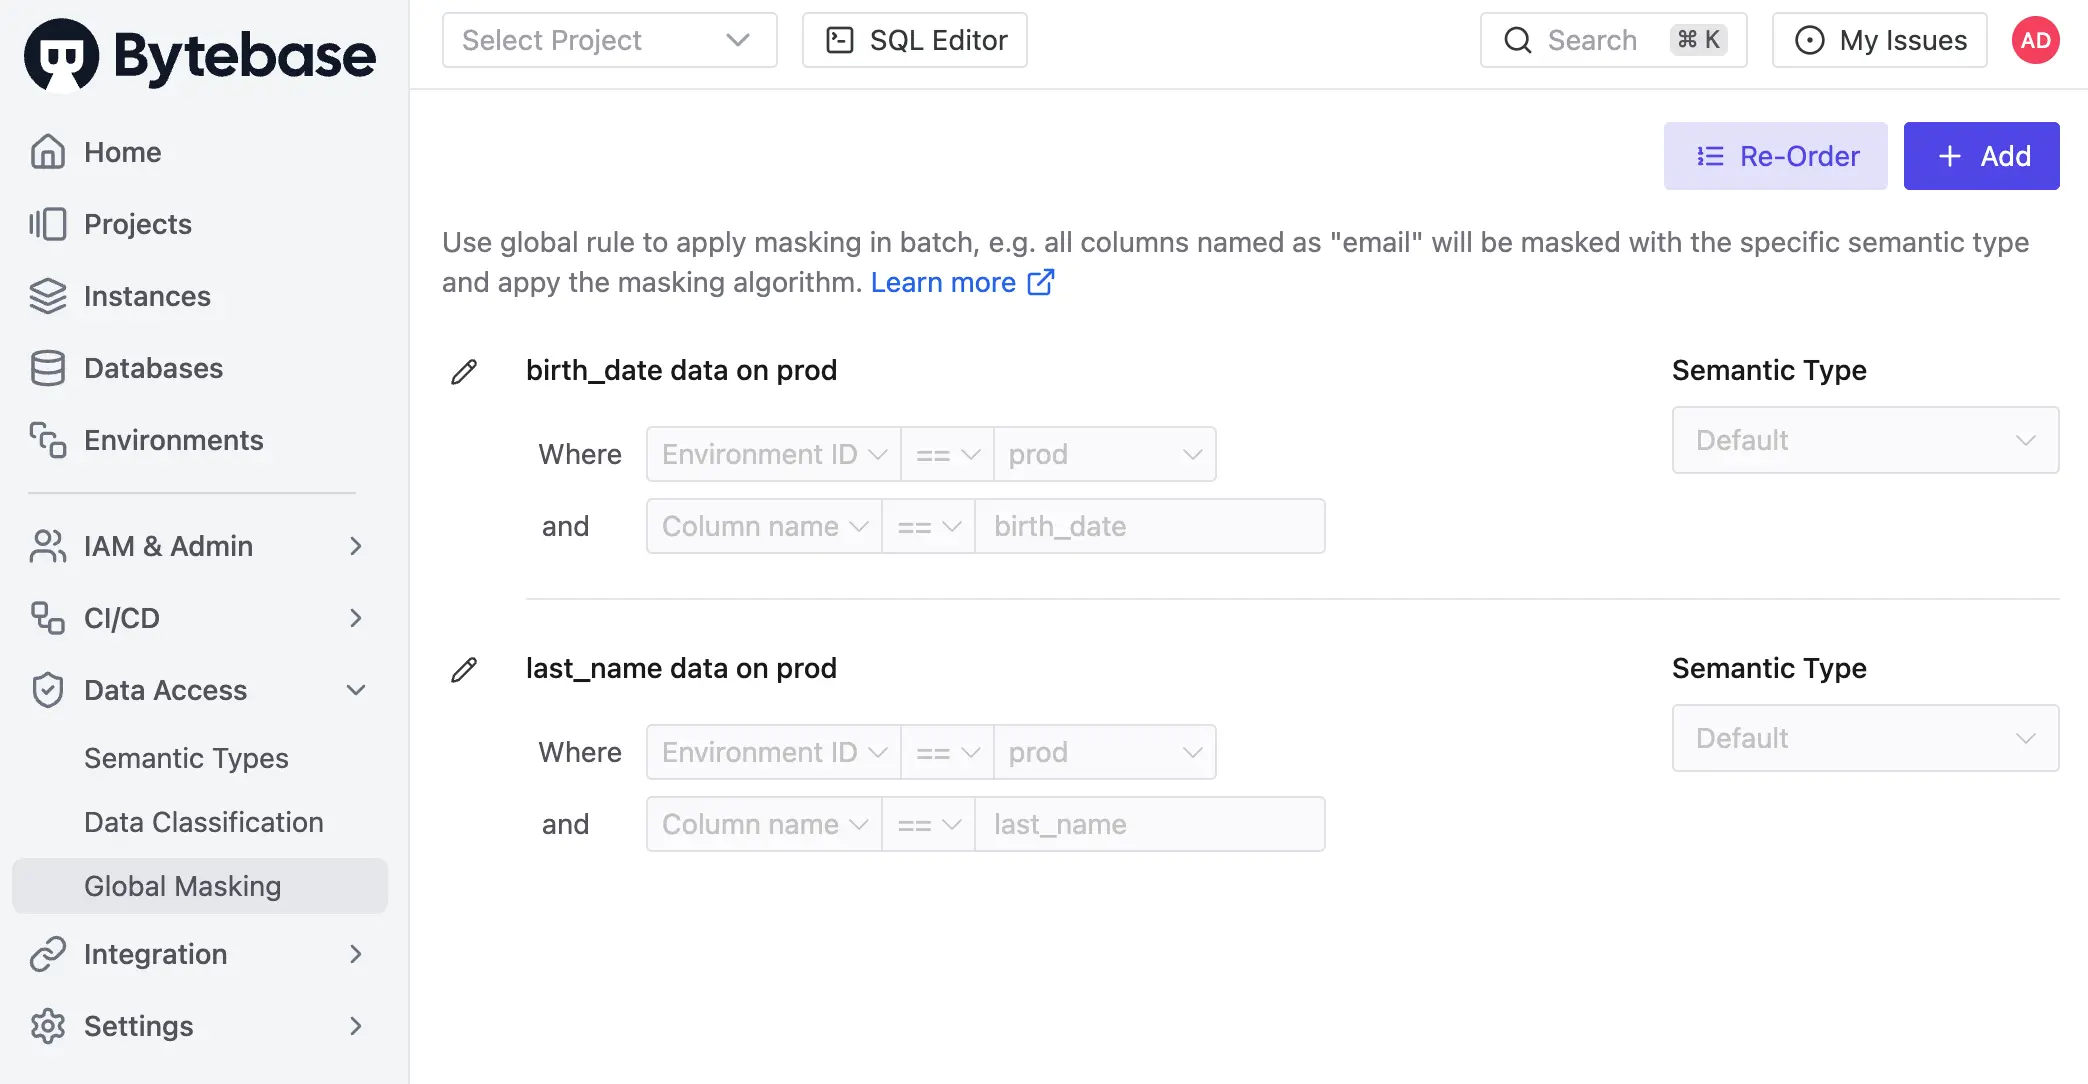 Bytebase
Select Project
SQL Editor
Search
⌘ K
My Issues
AD
Home
Projects
Instances
Databases
Environments
IAM & Admin
CI/CD
Data Access
Semantic Types
Data Classification
Global Masking
Integration
Settings
Re-Order
+ Add
Use global rule to apply masking in batch, e.g. all columns named as "email" will be masked with the specific semantic type
and appy the masking algorithm. Learn more
birth_date data on prod
Semantic Type
Where Environment ID == prod
Default
and Column name == birth_date
last_name data on prod
Semantic Type
Where Environment ID == prod
Default
and Column name == last_name